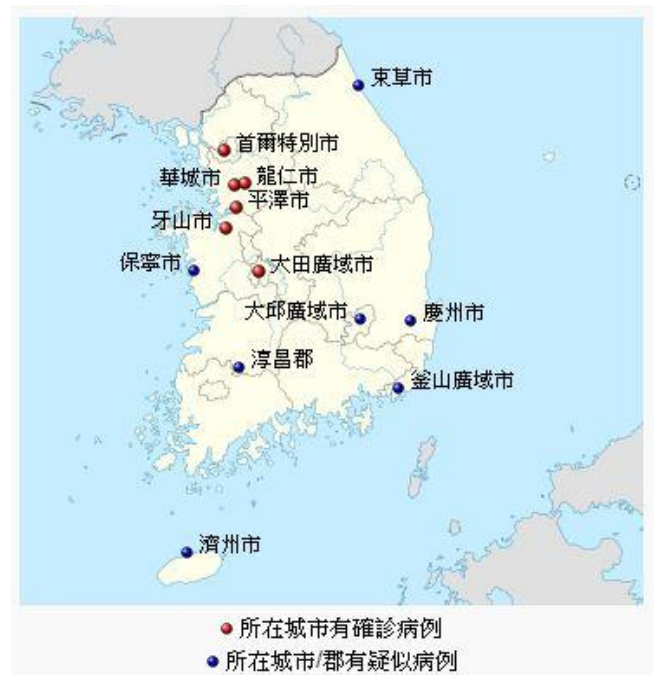 束草市
首爾特別市
華城市
龍仁市
平澤市
牙山市
保寧市
大田廣域市
大邱廣域市
慶州市
淳昌郡
釜山廣域市
濟州市
所在城市有確診病例
所在城市/郡有疑似病例